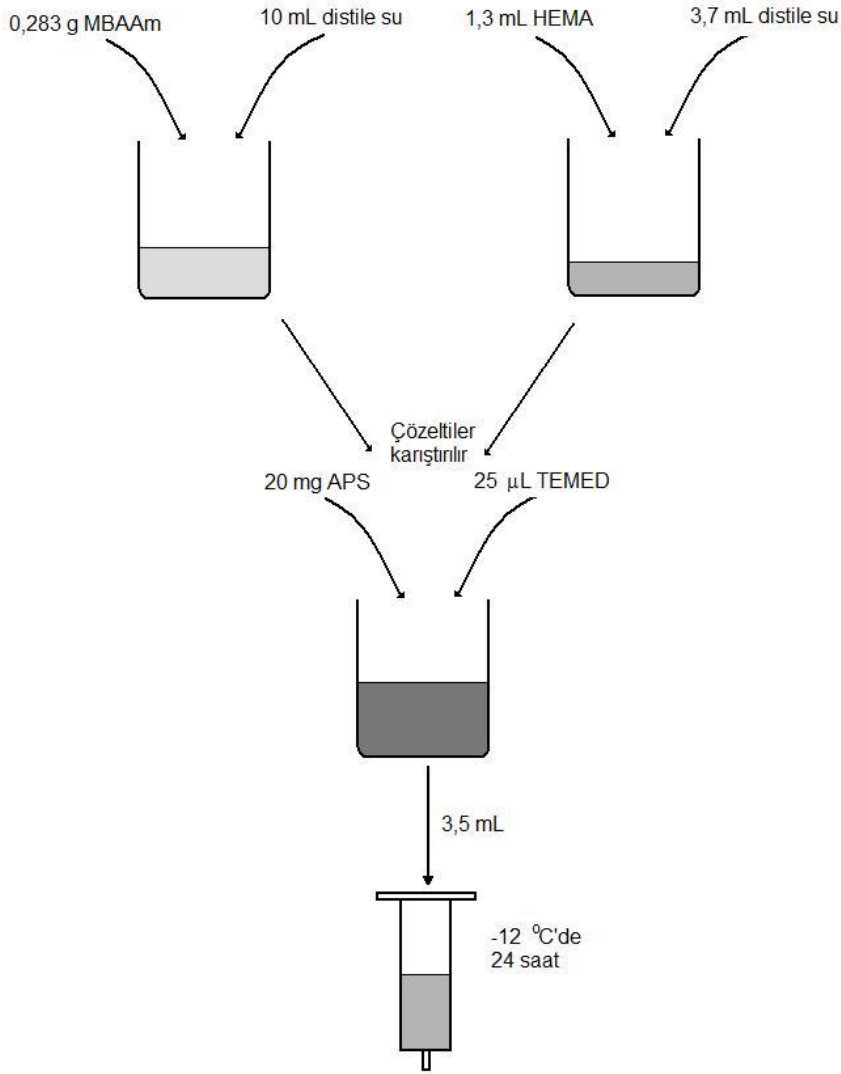 0,283 g MBAAm
10 mL distile su
1,3 mL HEMA
3,7 mL distile su
Çözeltiler
karıştırılır
20 mg APS
25 µL TEMED
3,5 mL
-12 ⁰C'de
24 saat